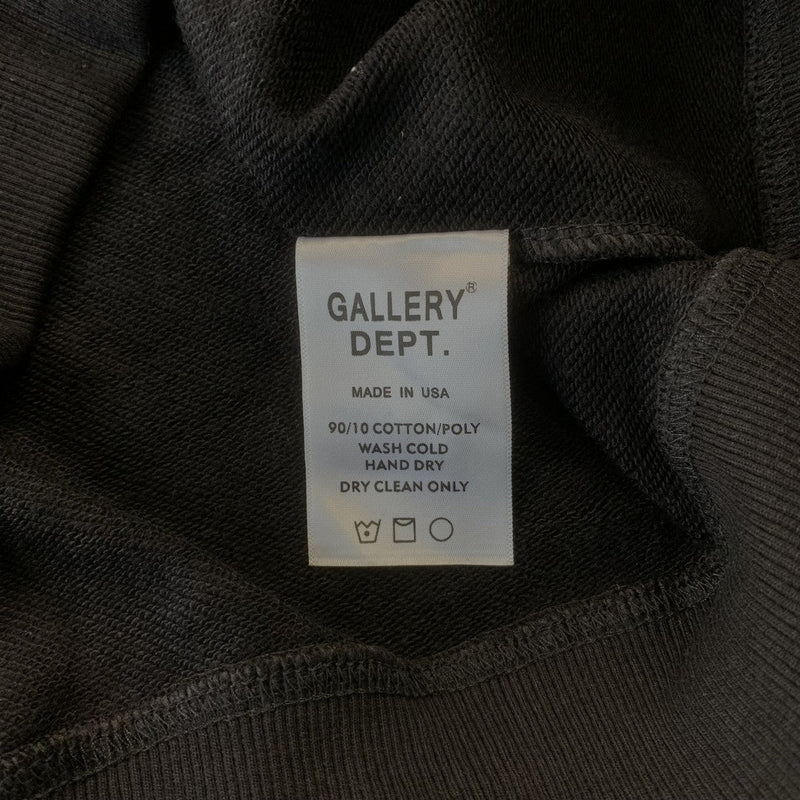 GALLERY®
DEPT.
MADE IN USA
90/10 COTTON/POLY
WASH COLD
HAND DRY
DRY CLEAN ONLY